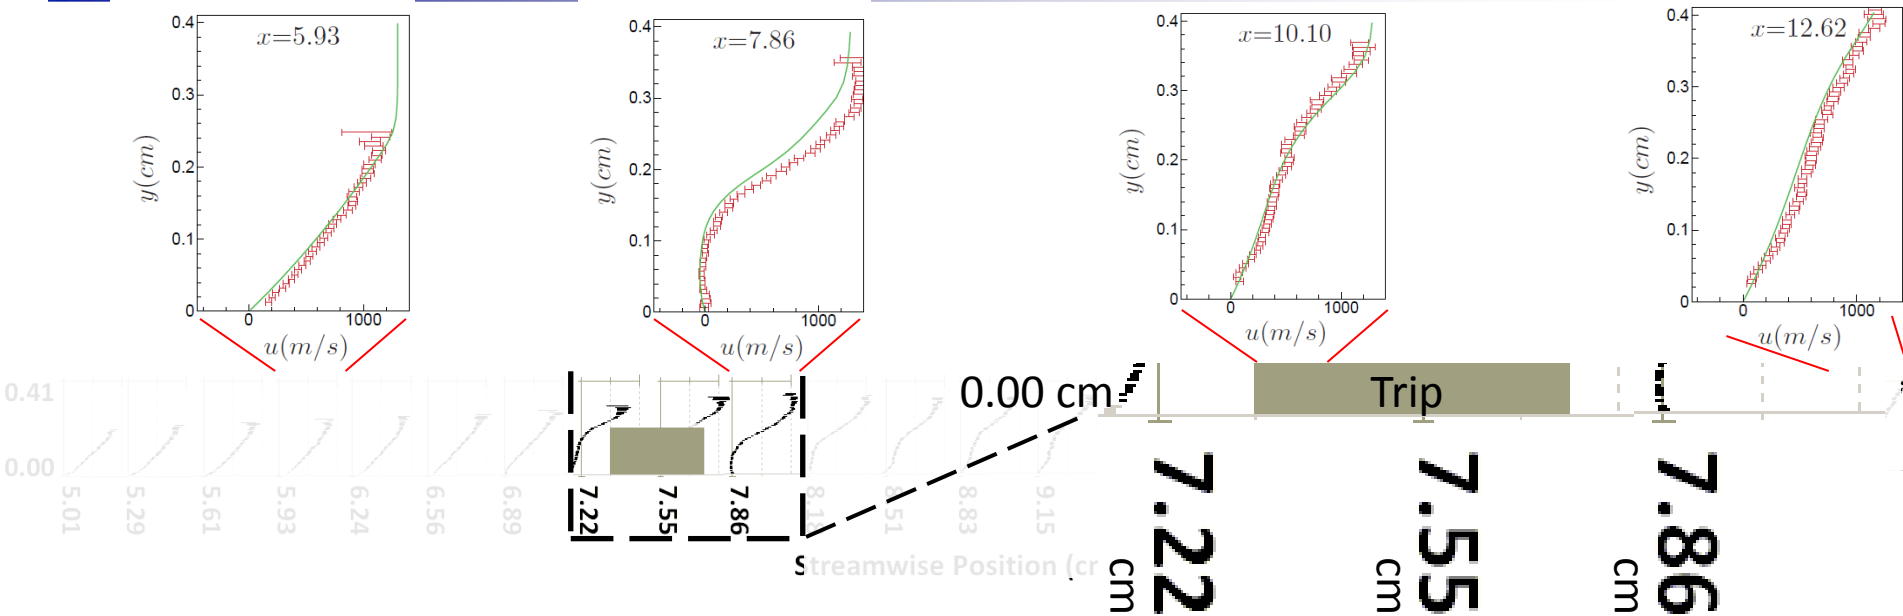 0.4
0.3
0.2
0.1
0
y(cm)
x=5.93
0
1000
u(m/s)
0.4
0.3
0.2
0.1
0
y(cm)
x=7.86
0
1000
u(m/s)
0.4
0.3
0.2
0.1
0
y(cm)
x=10.10
0
1000
u(m/s)
0.4
0.3
0.2
0.1
0
y(cm)
x=12.62
0
1000
u(m/s)
0.41
0.00
0.00 cm
Trip
5.01
5.29
5.61
5.93
6.24
6.56
6.89
7.22
7.55
7.86
8.18
8.51
8.83
9.15
7.22
cm
7.55
cm
7.86
cm
Streamwise Position (cr